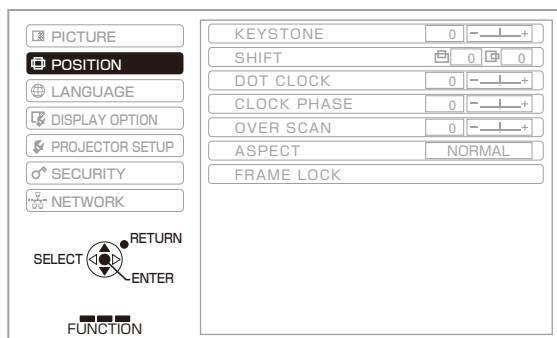 PICTURE
POSITION
LANGUAGE
DISPLAY OPTION
PROJECTOR SETUP
SECURITY
NETWORK
RETURN
SELECT
ENTER
FUNCTION
KEYSTONE 0 - +
SHIFT 0 0
DOT CLOCK 0 - +
CLOCK PHASE 0 - +
OVER SCAN 0 - +
ASPECT NORMAL
FRAME LOCK